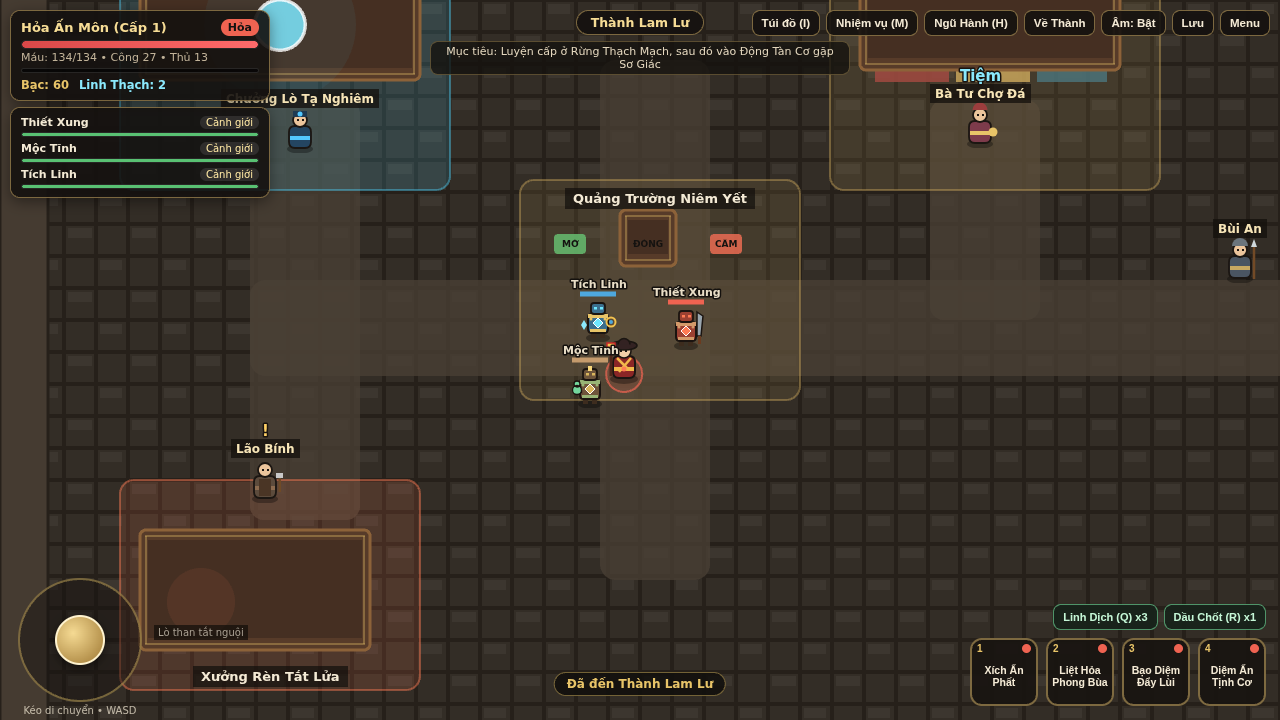 Hỏa Ấn Môn (Cấp 1)
Hỏa
Máu: 134/134 • Công 27 • Thủ 13
Bạc: 60 Linh Thạch: 2
Thiết Xung
Cảnh giới
Mộc Tinh
Cảnh giới
Tích Linh
Cảnh giới
Thành Lam Lư
Mục tiêu: Luyện cấp ở Rừng Thạch Mạch, sau đó vào Động Tàn Cơ gặp
Sơ Giác
Túi đồ (I)
Nhiệm vụ (M)
Ngũ Hành (H)
Về Thành
Âm: Bật
Lưu
Menu
Chưởng Lò Tạ Nghiêm
Tiệm
Bà Tư Chợ Đá
Quảng Trường Niêm Yết
MỞ
ĐÓNG
CẤM
Bùi An
Tích Linh
Thiết Xung
Mộc Tinh
!
Lão Bính
Lò than tắt nguội
Xưởng Rèn Tắt Lửa
Kéo di chuyển • WASD
Đã đến Thành Lam Lư
Linh Dịch (Q) x3
Dầu Chốt (R) x1
1
Xích Ấn
Phất
2
Liệt Hỏa
Phong Bùa
3
Bạo Diệm
Đẩy Lùi
4
Diệm Ấn
Tịnh Cơ